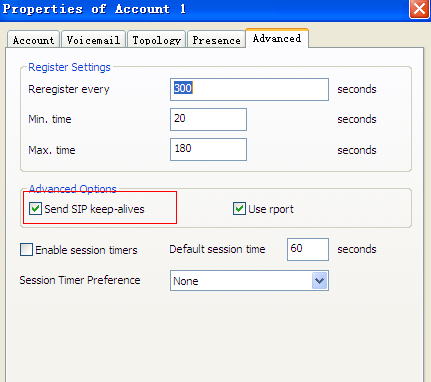 Properties of Account 1
Account Voicemail Topology Presence Advanced
Register Settings
Reregister every 300 seconds
Min. time 20 seconds
Max. time 180 seconds
Advanced Options
Send SIP keep-alives Use rport
Enable session timers Default session time 60 seconds
Session Timer Preference None